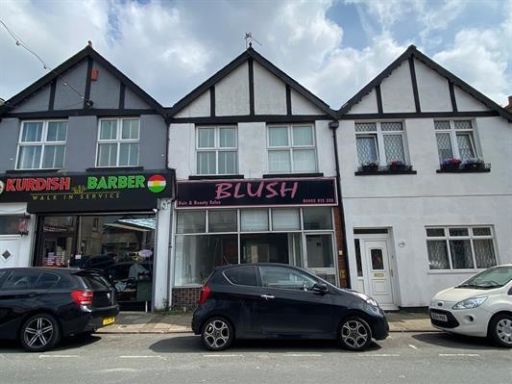 KURDISH BARBER
WALK IN SERVICE
BLUSH
Hair & Beauty Salon